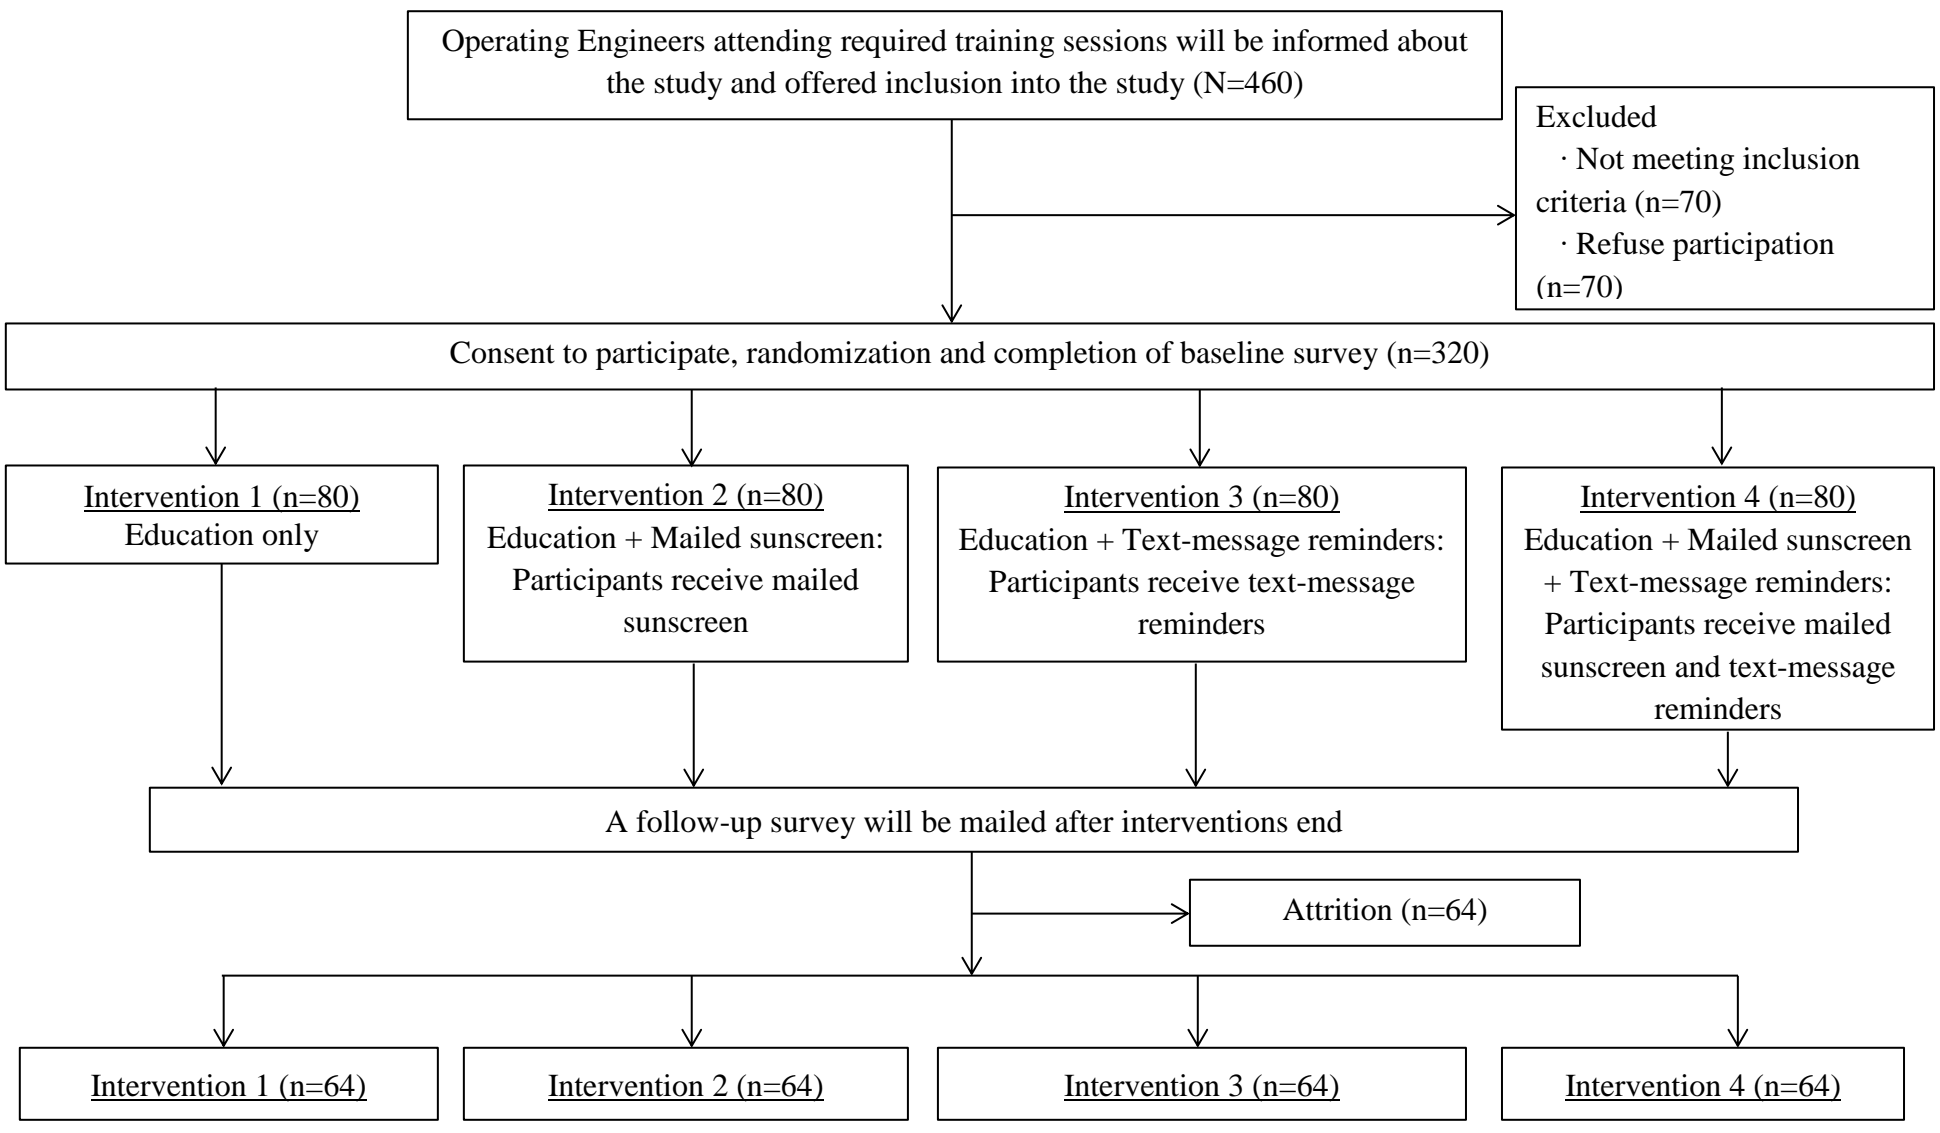 Operating Engineers attending required training sessions will be informed about
the study and offered inclusion into the study (N=460)
Excluded
· Not meeting inclusion
criteria (n=70)
· Refuse participation
(n=70)
Consent to participate, randomization and completion of baseline survey (n=320)
Intervention 1 (n=80)
Education only
Intervention 2 (n=80)
Education + Mailed sunscreen:
Participants receive mailed
sunscreen
Intervention 3 (n=80)
Education + Text-message reminders:
Participants receive text-message
reminders
Intervention 4 (n=80)
Education + Mailed sunscreen
+ Text-message reminders:
Participants receive mailed
sunscreen and text-message
reminders
A follow-up survey will be mailed after interventions end
Attrition (n=64)
Intervention 1 (n=64)
Intervention 2 (n=64)
Intervention 3 (n=64)
Intervention 4 (n=64)